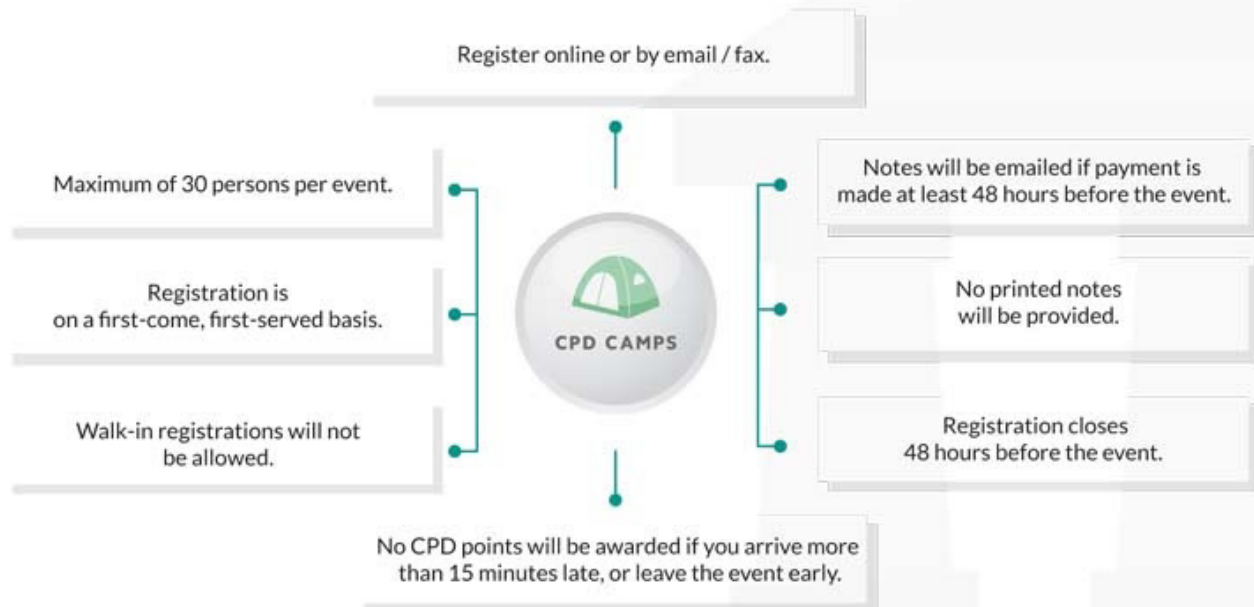 Register online or by email / fax.
Maximum of 30 persons per event.
Registration is
on a first-come, first-served basis.
Walk-in registrations will not
be allowed.
CPD CAMPS
Notes will be emailed if payment is
made at least 48 hours before the event.
No printed notes
will be provided.
Registration closes
48 hours before the event.
No CPD points will be awarded if you arrive more
than 15 minutes late, or leave the event early.